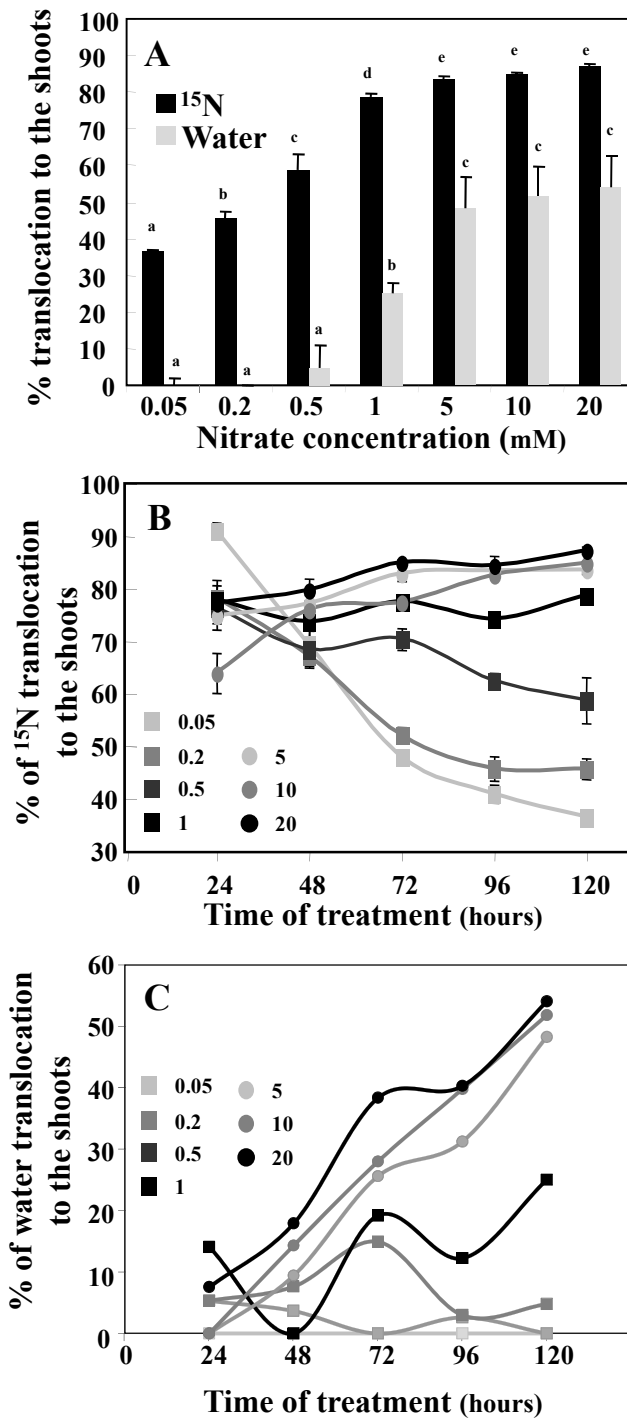 100
90
80
70
60
50
40
30
20
10
0
% translocation to the shoots
A
15N
Water
a
a
b
a
c
a
d
b
e
c
e
c
e
c
0.05 0.2 0.5 1 5 10 20
Nitrate concentration (mM)
100
90
80
70
60
50
40
30
% of 15N translocation
to the shoots
B
0.05
0.2
0.5
1
5
10
20
0 24 48 72 96 120
Time of treatment (hours)
60
50
40
30
20
10
0
% of water translocation
to the shoots
C
0.05
0.2
0.5
1
5
10
20
0 24 48 72 96 120
Time of treatment (hours)